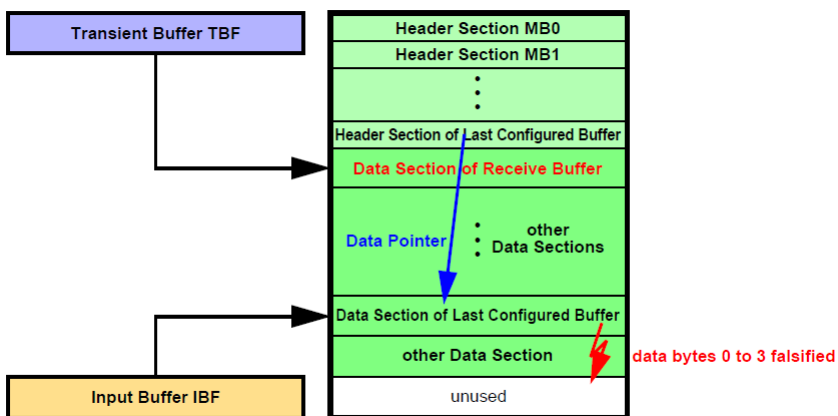 Transient Buffer TBF
Header Section MB0
Header Section MB1
Header Section of Last Configured Buffer
Data Section of Receive Buffer
Data Pointer
other
Data Sections
Data Section of Last Configured Buffer
other Data Section
data bytes 0 to 3 falsified
Input Buffer IBF
unused